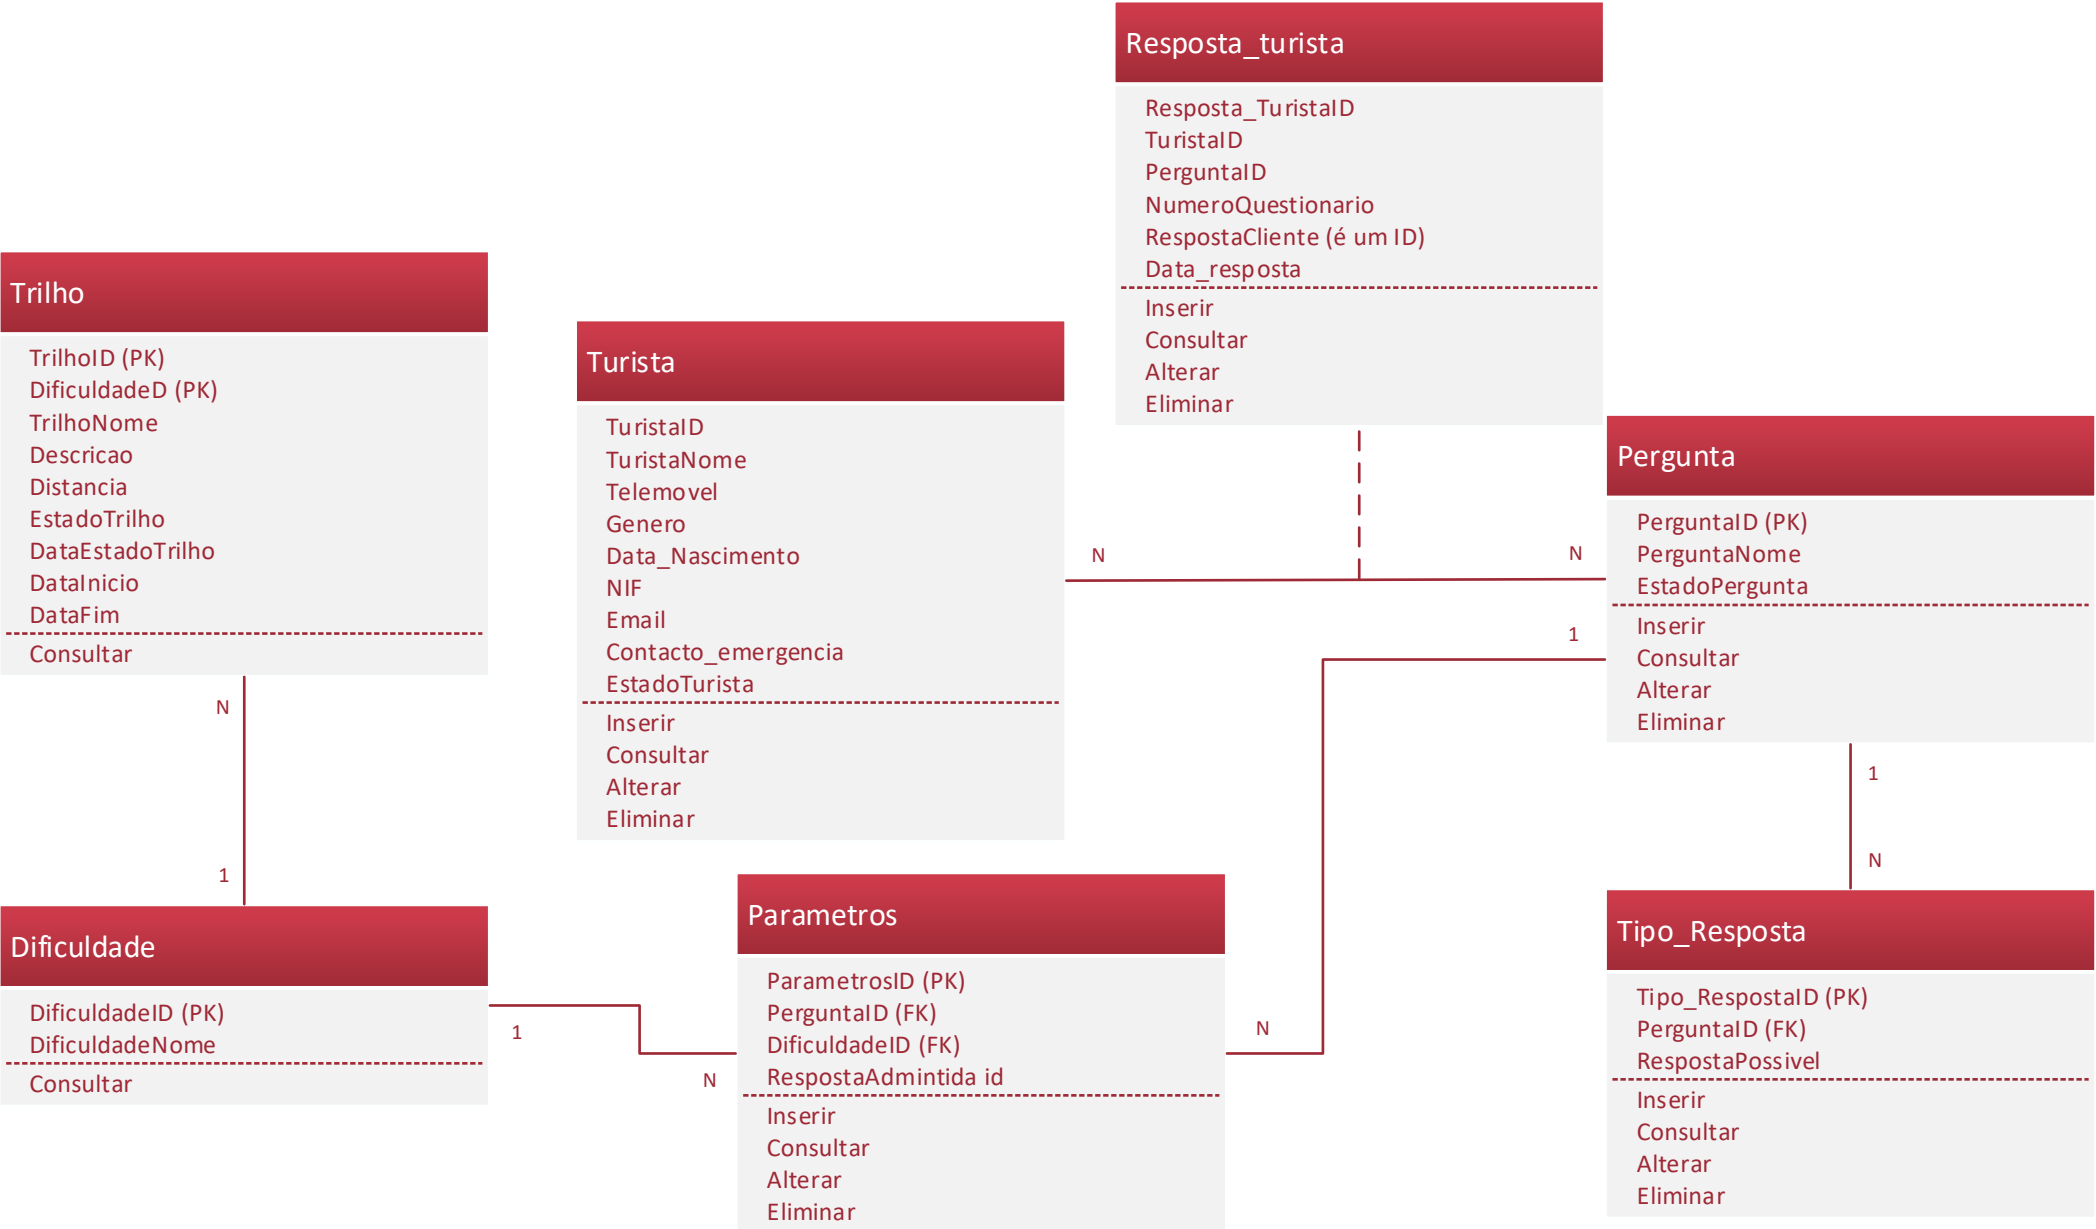 Resposta_turista
Resposta_TuristaID
TuristaID
PerguntaID
NumeroQuestionario
RespostaCliente (é um ID)
Data_resposta
Inserir
Consultar
Alterar
Eliminar
Trilho
TrilhoID (PK)
DificuldadeD (PK)
TrilhoNome
Descricao
Distancia
EstadoTrilho
DataEstadoTrilho
DataInicio
DataFim
Consultar
Turista
TuristaID
TuristaNome
Telemovel
Genero
Data_Nascimento
NIF
Email
Contacto_emergencia
EstadoTurista
Inserir
Consultar
Alterar
Eliminar
Pergunta
PerguntaID (PK)
PerguntaNome
EstadoPergunta
Inserir
Consultar
Alterar
Eliminar
N
N
1
N
1
1
N
Dificuldade
DificuldadeID (PK)
DificuldadeNome
Consultar
1
N
Parametros
ParametrosID (PK)
PerguntaID (FK)
DificuldadeID (FK)
RespostaAdmintida id
Inserir
Consultar
Alterar
Eliminar
N
Tipo_Resposta
Tipo_RespostaID (PK)
PerguntaID (FK)
RespostaPossivel
Inserir
Consultar
Alterar
Eliminar